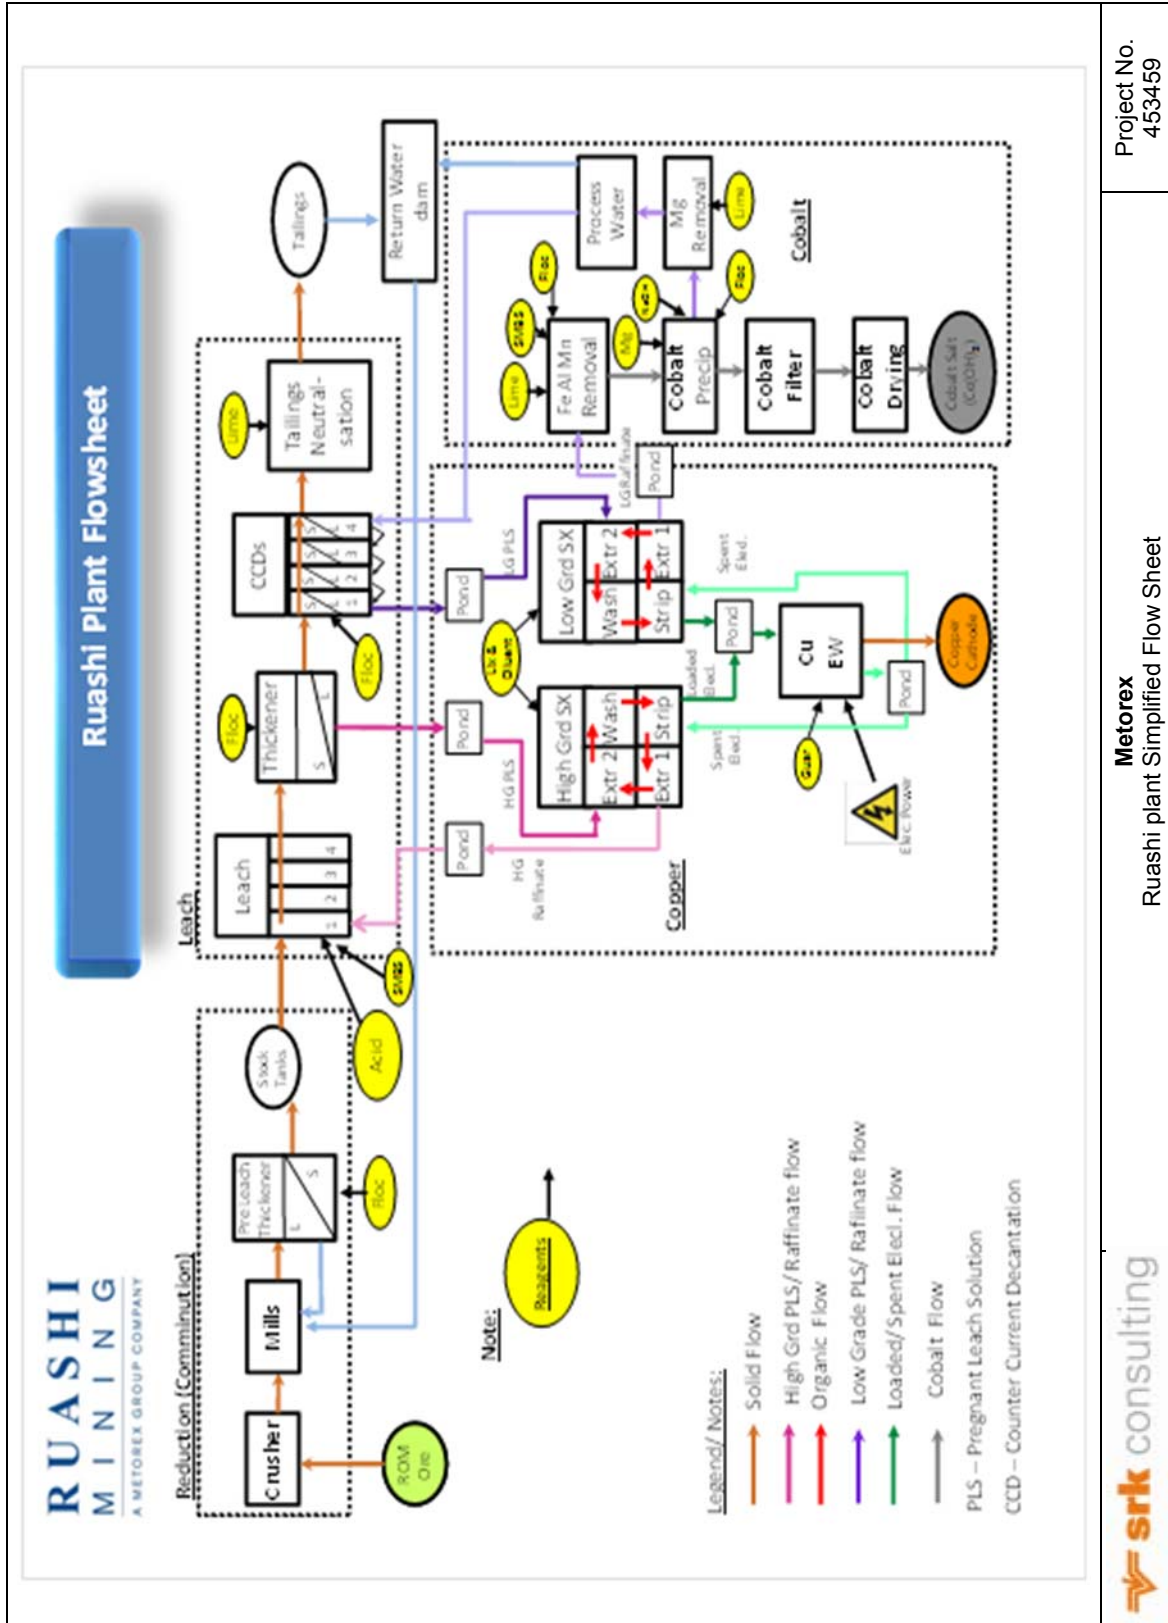 Ruashi Plant Flowsheet
RUASHI
MINING
A METOREX GROUP COMPANY
Reduction (Comminution)
Crusher
Mills
Pre Leach
Thickener
L
S
Stock
Tanks
ROM
Ore
Floc
Acid
SMBS
Leach
Leach
1
2
3
4
Floc
Thickener
S
L
Floc
CCDs
S
S
S
S
L
L
L
1
2
3
4
Lime
Tailings
Neutral-
sation
Tailings
Return Water
dam
Copper
Pond
HG
Raffinate
Pond
HG PLS
Pond
LG PLS
Lix &
Diluent
High Grd SX
Extr 2
Wash
Extr 1
Strip
Low Grd SX
Wash
Extr 2
Strip
Extr 1
Spent
Elecl.
Loaded
Elecl.
Pond
Spent
Elecl.
Cu
EW
Guar
Elec. Power
Pond
Copper
Cathode
LG Raffinate
Pond
Cobalt
Lime
SMBS
Floc
Fe Al Mn
Removal
Mg
NaOH
Floc
Cobalt
Precip
Process
Water
Mg
Removal
Lime
Cobalt
Filter
Cobalt
Drying
Cobalt Salt
(Co(OH)2)
Note:
Reagents
Legend/ Notes:
Solid Flow
High Grd PLS/ Raffinate flow
Organic Flow
Low Grade PLS/ Rafiinate flow
Loaded/ Spent Elecl. Flow
Cobalt Flow
PLS – Pregnant Leach Solution
CCD – Counter Current Decantation
srk consulting
Metorex
Ruashi plant Simplified Flow Sheet
Project No.
453459